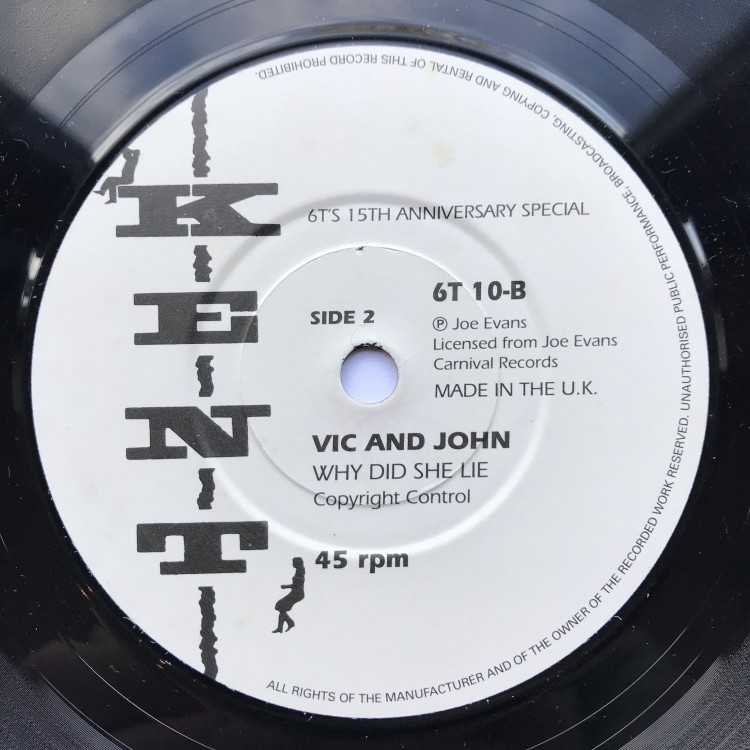 KENT
6T'S 15TH ANNIVERSARY SPECIAL
SIDE 2
6T 10-B
℗ Joe Evans
Licensed from Joe Evans
Carnival Records
MADE IN THE U.K.
VIC AND JOHN
WHY DID SHE LIE
Copyright Control
45 rpm
ALL RIGHTS OF THE MANUFACTURER AND OF THE OWNER OF THE RECORDED WORK RESERVED. UNAUTHORISED PUBLIC PERFORMANCE, BROADCASTING, COPYING AND RENTAL OF THIS RECORD PROHIBITED.